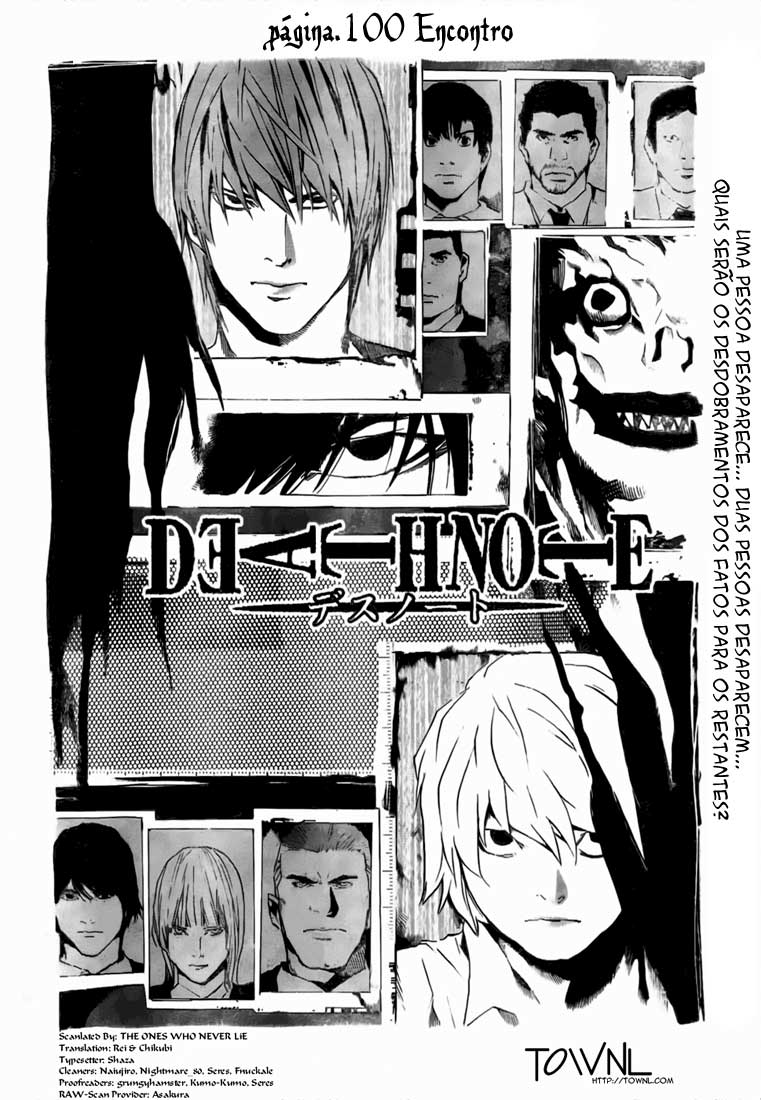 página.100 Encontro
UMA PESSOA DESAPARECE... DUAS PESSOAS DESAPARECEM...
QUAIS SERÃO OS DESDOBRAMENTOS DOS FATOS PARA OS RESTANTES?
DEATHNOTE
デスノート
Scanlated By: THE ONES WHO NEVER LiE
Translation: Rei & Chikubi
Typesetter: Shaza
Cleaners: Naiujiro, Nightmare_80, Seres, Fnuckale
Proofreaders: grungyhamster, Kumo-Kumo, Seres
RAW-Scan Provider: Asakura
TOWNL
HTTP://TOWNL.COM